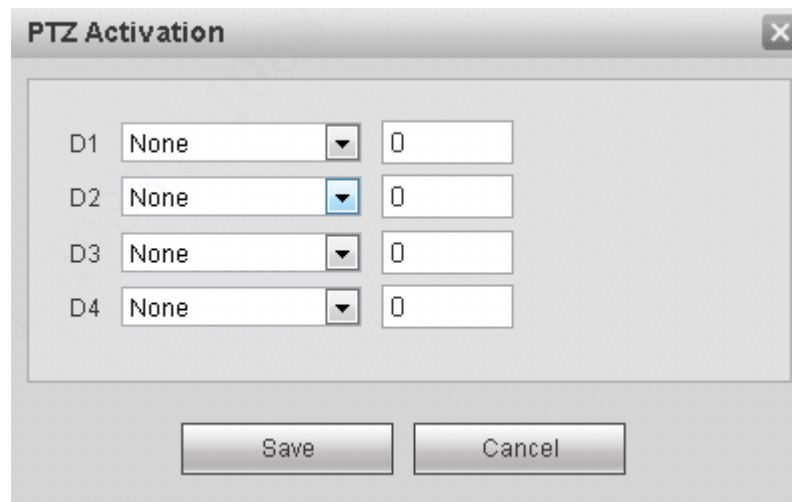 PTZ Activation
D1 None 0
D2 None 0
D3 None 0
D4 None 0
Save Cancel